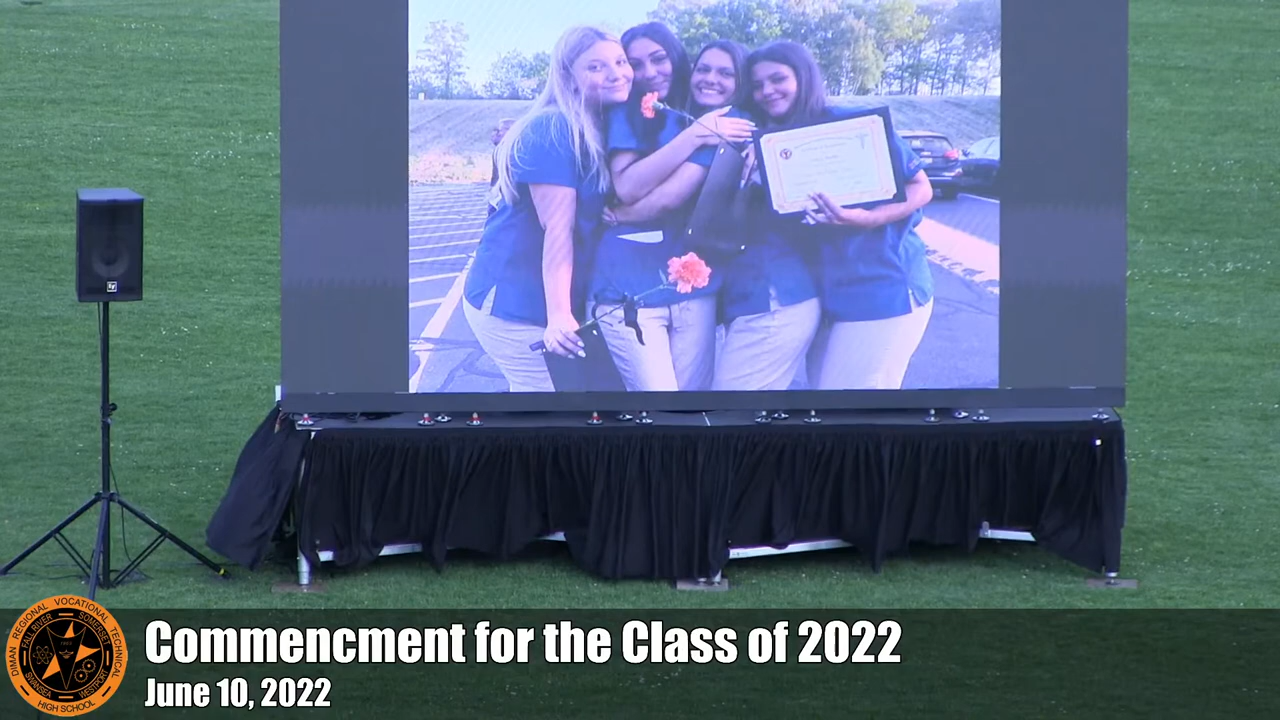 Commencment for the Class of 2022
June 10, 2022
DIMAN REGIONAL VOCATIONAL TECHNICAL
HIGH SCHOOL
FALL RIVER
SOMERSET
SWANSEA
WESTPORT